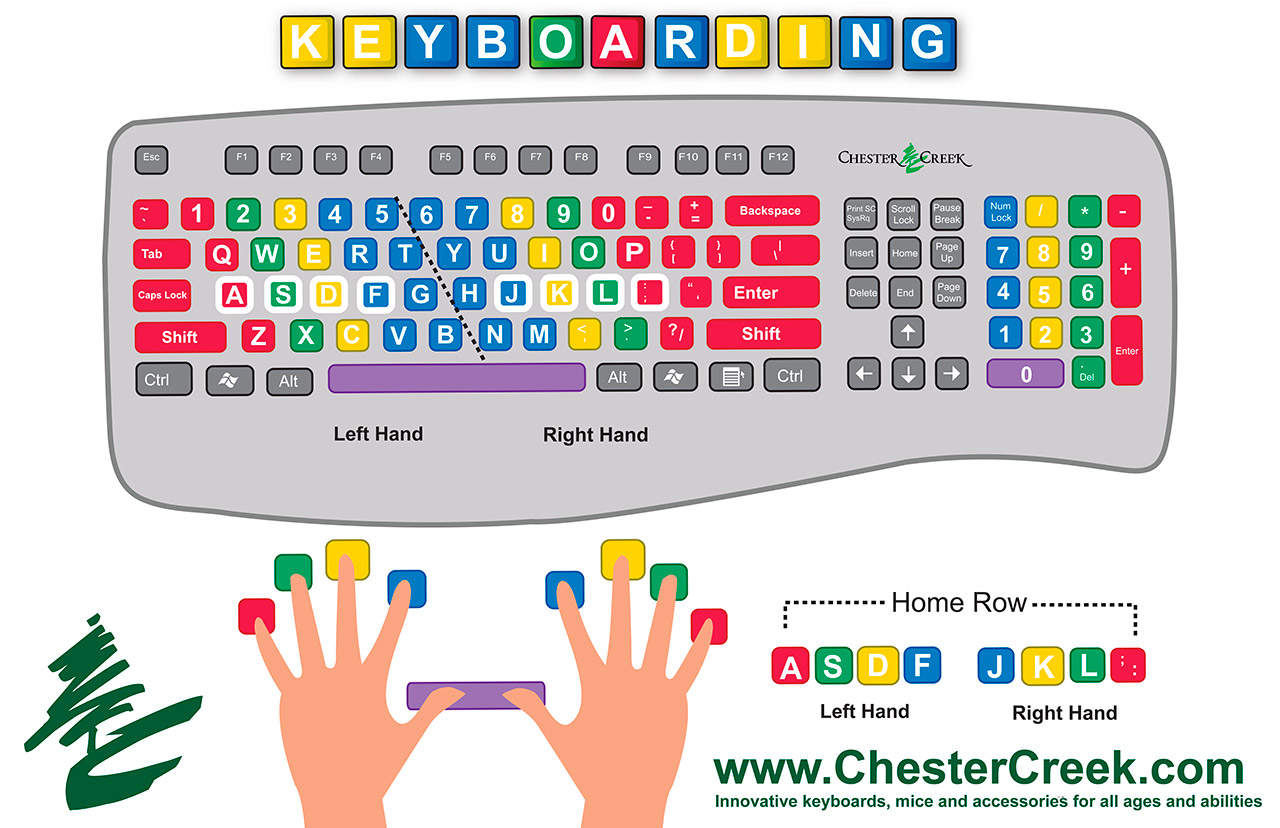 KEYBOARDING
Esc F1 F2 F3 F4 F5 F6 F7 F8 F9 F10 F11 F12
CHESTER CREEK
~ ` 1 2 3 4 5 6 7 8 9 0 _ - + = Backspace
Print SC SysRq Scroll Lock Pause Break
Num Lock / * -
Tab Q W E R T Y U I O P { [ } ] | \
Insert Home Page Up
7 8 9 +
Caps Lock A S D F G H J K L : ; " ' Enter
Delete End Page Down
4 5 6
Shift Z X C V B N M < , > . ? / Shift
↑
1 2 3 Enter
Ctrl Alt Alt Ctrl
← ↓ →
0 . Del
Left Hand Right Hand
Home Row
A S D F J K L ; :
Left Hand Right Hand
www.ChesterCreek.com
Innovative keyboards, mice and accessories for all ages and abilities